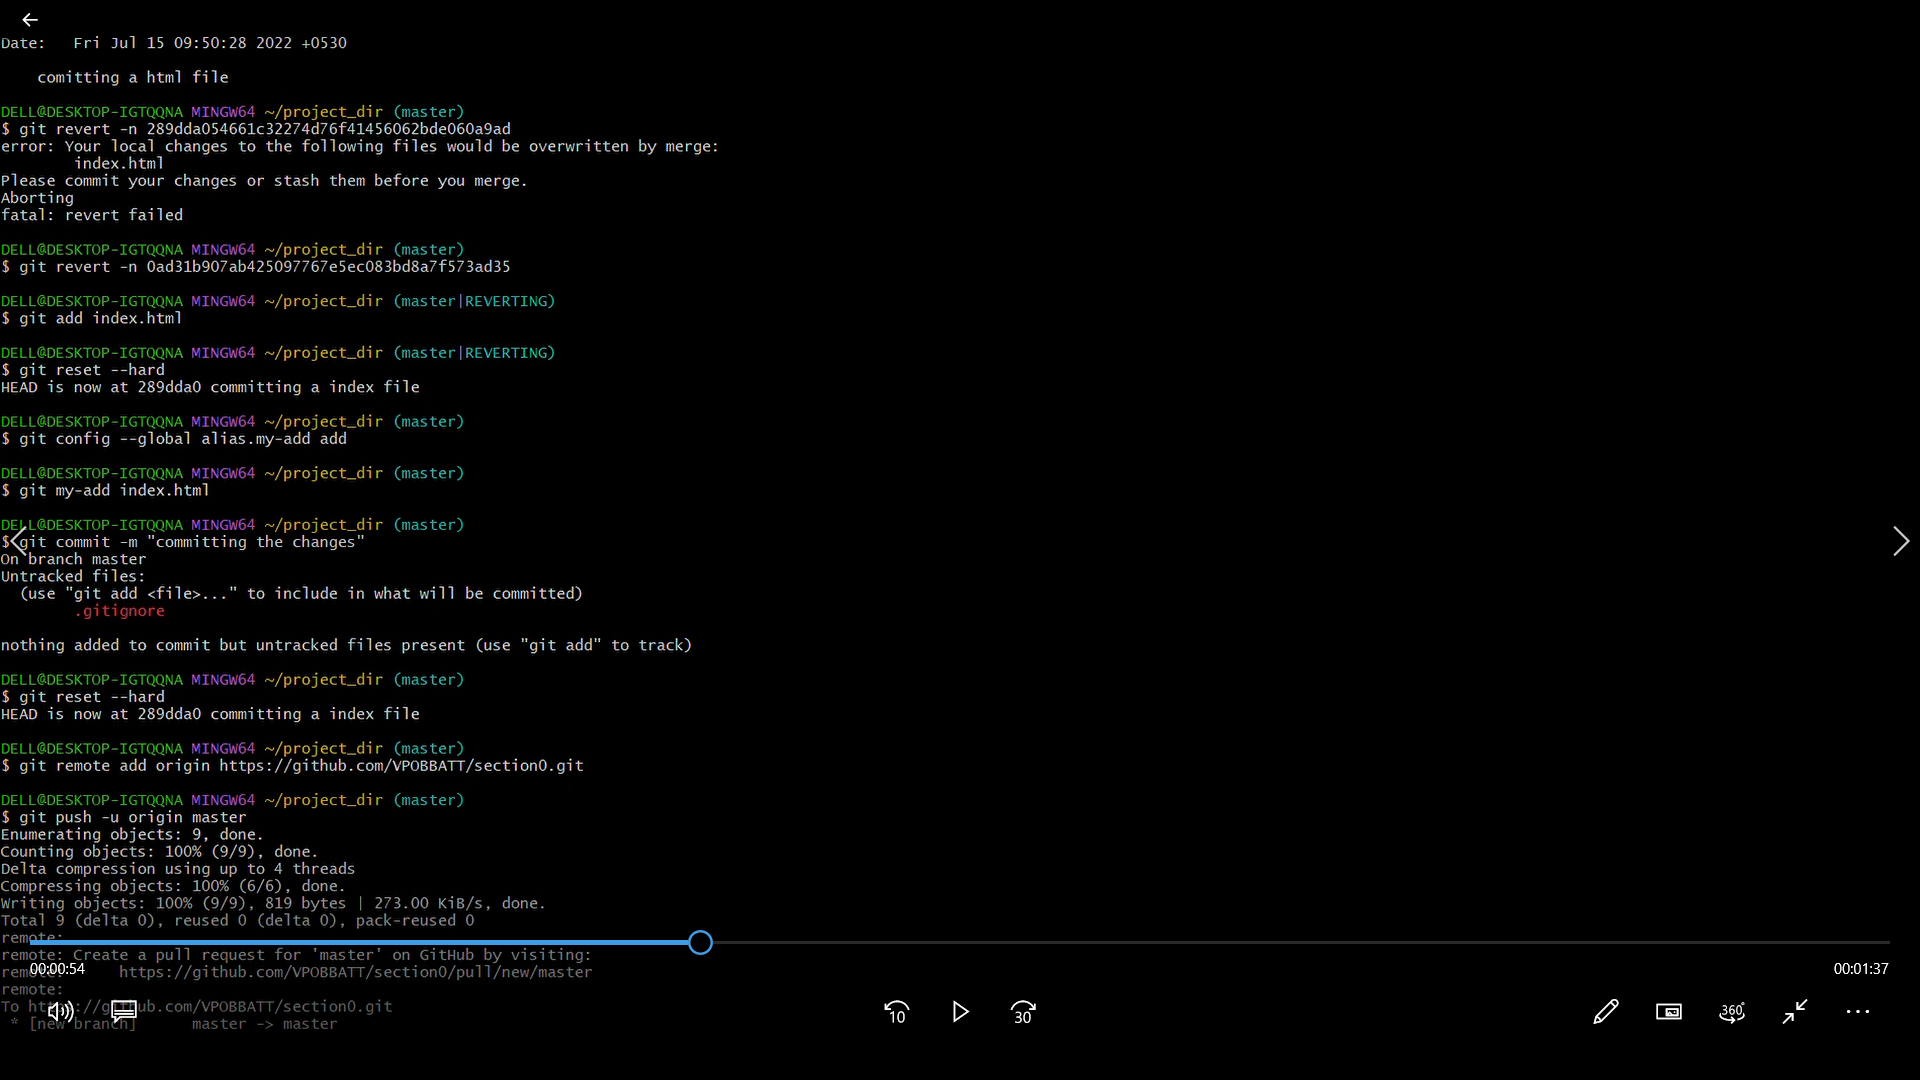 Date:   Fri Jul 15 09:50:28 2022 +0530
    comitting a html file
DELL@DESKTOP-IGTQQNA MINGW64 ~/project_dir (master)
$ git revert -n 289dda054661c32274d76f41456062bde060a9ad
error: Your local changes to the following files would be overwritten by merge:
        index.html
Please commit your changes or stash them before you merge.
Aborting
fatal: revert failed
DELL@DESKTOP-IGTQQNA MINGW64 ~/project_dir (master)
$ git revert -n 0ad31b907ab425097767e5ec083bd8a7f573ad35
DELL@DESKTOP-IGTQQNA MINGW64 ~/project_dir (master|REVERTING)
$ git add index.html
DELL@DESKTOP-IGTQQNA MINGW64 ~/project_dir (master|REVERTING)
$ git reset --hard
HEAD is now at 289dda0 committing a index file
DELL@DESKTOP-IGTQQNA MINGW64 ~/project_dir (master)
$ git config --global alias.my-add add
DELL@DESKTOP-IGTQQNA MINGW64 ~/project_dir (master)
$ git my-add index.html
DELL@DESKTOP-IGTQQNA MINGW64 ~/project_dir (master)
$ git commit -m "committing the changes"
On branch master
Untracked files:
  (use "git add <file>..." to include in what will be committed)
        .gitignore
nothing added to commit but untracked files present (use "git add" to track)
DELL@DESKTOP-IGTQQNA MINGW64 ~/project_dir (master)
$ git reset --hard
HEAD is now at 289dda0 committing a index file
DELL@DESKTOP-IGTQQNA MINGW64 ~/project_dir (master)
$ git remote add origin https://github.com/VPOBBATT/section0.git
DELL@DESKTOP-IGTQQNA MINGW64 ~/project_dir (master)
$ git push -u origin master
Enumerating objects: 9, done.
Counting objects: 100% (9/9), done.
Delta compression using up to 4 threads
Compressing objects: 100% (6/6), done.
Writing objects: 100% (9/9), 819 bytes | 273.00 KiB/s, done.
Total 9 (delta 0), reused 0 (delta 0), pack-reused 0
remote:
remote: Create a pull request for 'master' on GitHub by visiting:
remote:      https://github.com/VPOBBATT/section0/pull/new/master
00:00:54
00:01:37
remote:
To https://github.com/VPOBBATT/section0.git
 * [new branch]      master -> master
10
30
360°